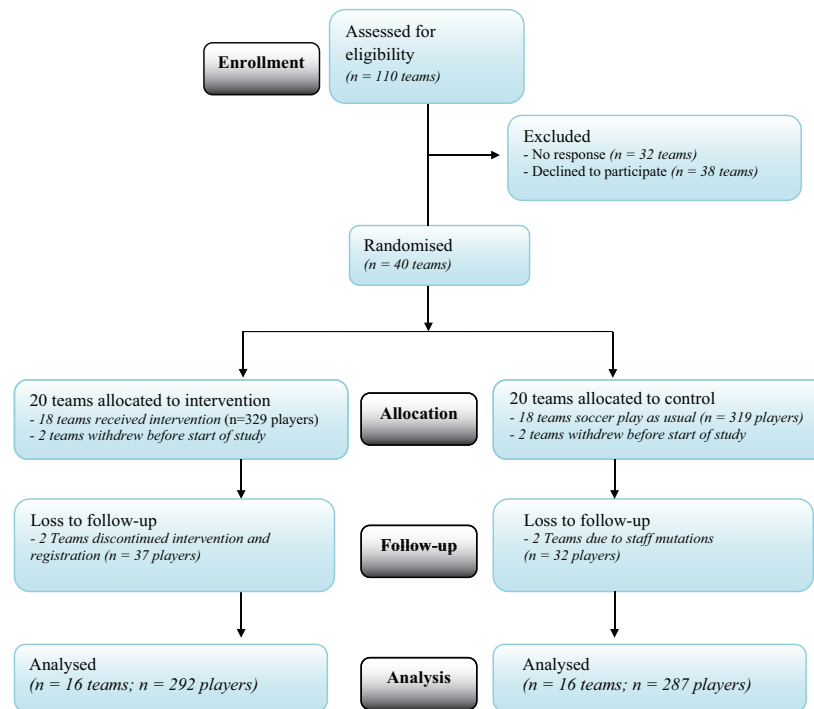 Assessed for
eligibility
(n = 110 teams)
Enrollment
Excluded
- No response (n = 32 teams)
- Declined to participate (n = 38 teams)
Randomised
(n = 40 teams)
20 teams allocated to intervention
- 18 teams received intervention (n=329 players)
- 2 teams withdrew before start of study
Allocation
20 teams allocated to control
- 18 teams soccer play as usual (n = 319 players)
- 2 teams withdrew before start of study
Loss to follow-up
- 2 Teams discontinued intervention and
registration (n = 37 players)
Follow-up
Loss to follow-up
- 2 Teams due to staff mutations
(n = 32 players)
Analysed
(n = 16 teams; n = 292 players)
Analysis
Analysed
(n = 16 teams; n = 287 players)